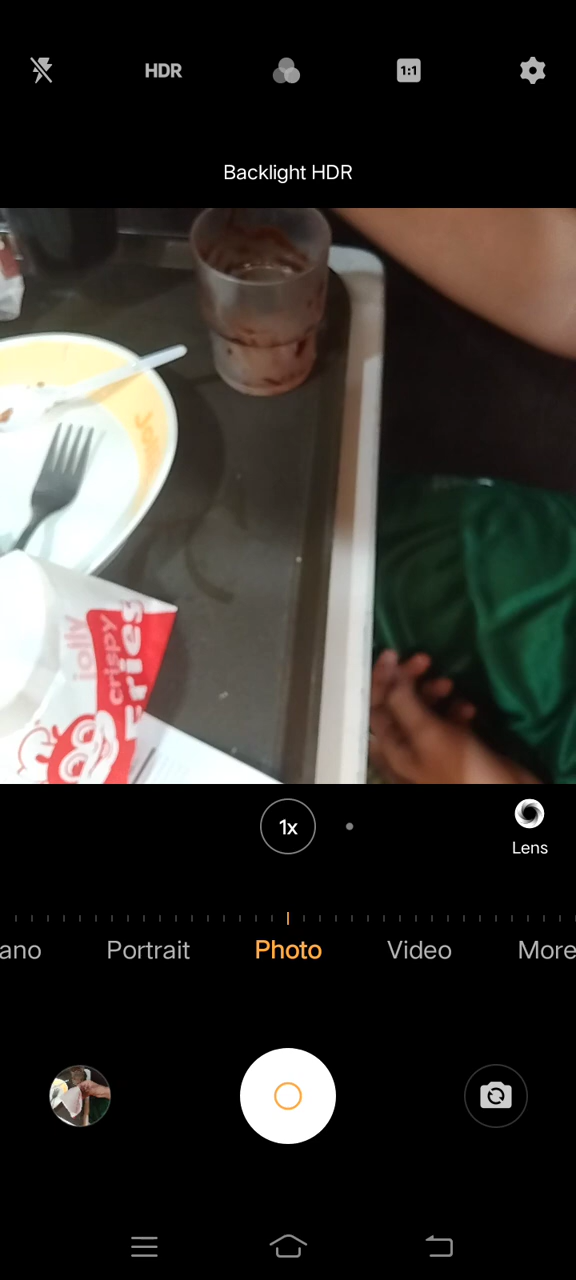 HDR
1:1
Backlight HDR
jolly
crispy
Fries
1x
Lens
ano
Portrait
Photo
Video
More